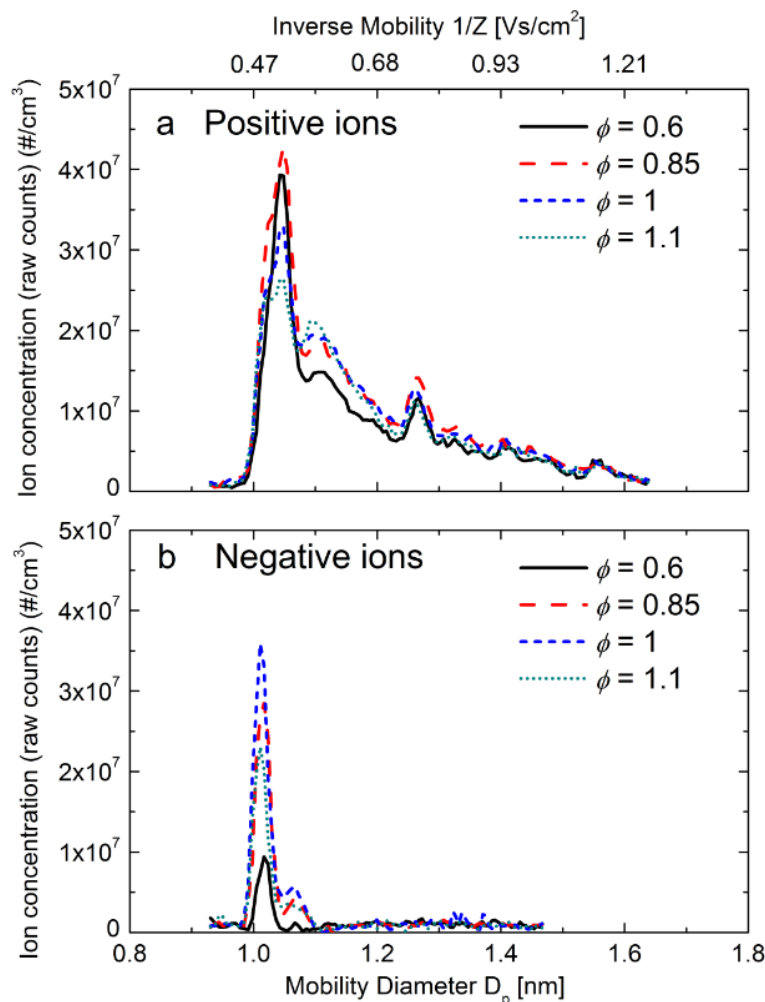 Inverse Mobility 1/Z [Vs/cm²]
0.47 0.68 0.93 1.21
5x10⁷
4x10⁷
3x10⁷
2x10⁷
1x10⁷
0
Ion concentration (raw counts) (#/cm³)
a Positive ions
ϕ = 0.6
ϕ = 0.85
ϕ = 1
ϕ = 1.1
5x10⁷
4x10⁷
3x10⁷
2x10⁷
1x10⁷
0
Ion concentration (raw counts) (#/cm³)
b Negative ions
ϕ = 0.6
ϕ = 0.85
ϕ = 1
ϕ = 1.1
0.8 1.0 1.2 1.4 1.6 1.8
Mobility Diameter Dₚ [nm]